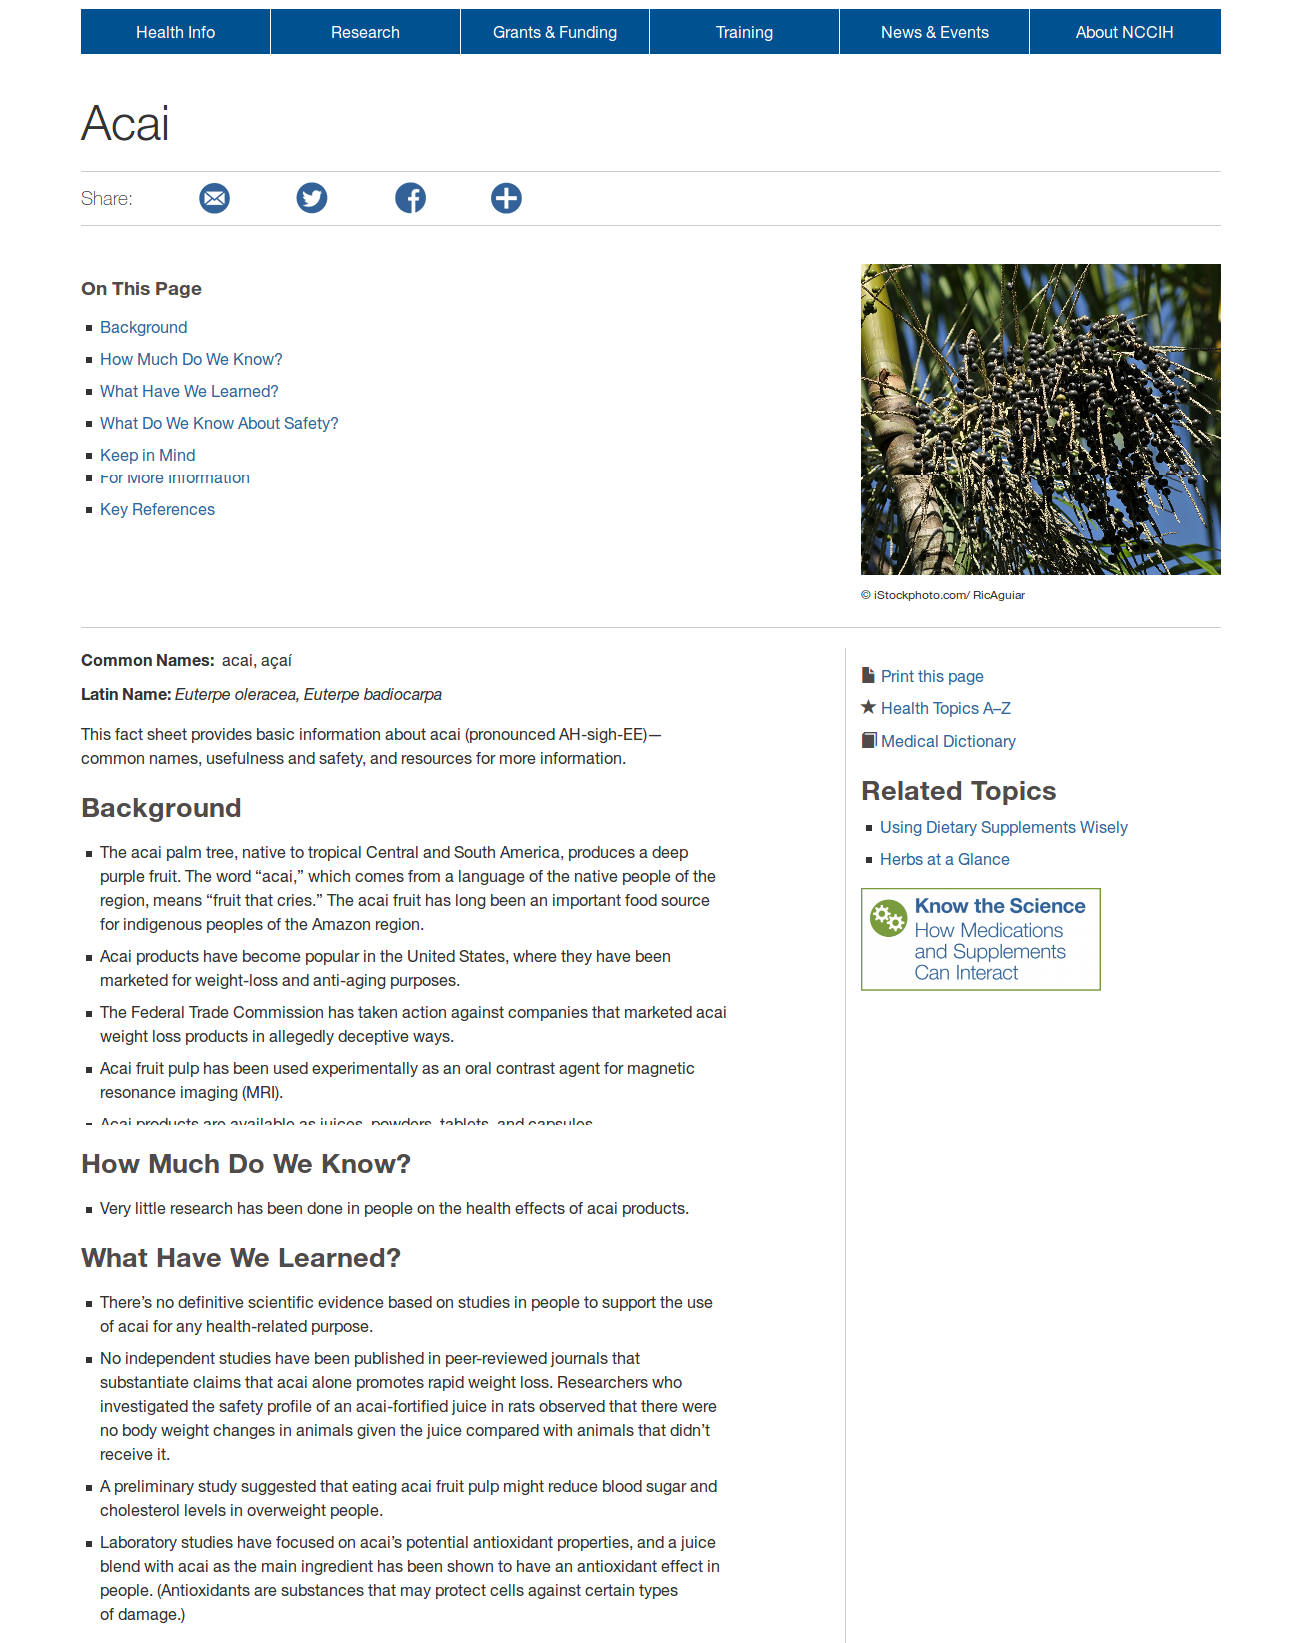 Health Info
Research
Grants & Funding
Training
News & Events
About NCCIH
Acai
Share:
On This Page
Background
How Much Do We Know?
What Have We Learned?
What Do We Know About Safety?
Keep in Mind
For More Information
Key References
© iStockphoto.com/ RicAguiar
Common Names: acai, açaí
Latin Name: Euterpe oleracea, Euterpe badiocarpa
This fact sheet provides basic information about acai (pronounced AH-sigh-EE)—
common names, usefulness and safety, and resources for more information.
Background
The acai palm tree, native to tropical Central and South America, produces a deep
purple fruit. The word “acai,” which comes from a language of the native people of the
region, means “fruit that cries.” The acai fruit has long been an important food source
for indigenous peoples of the Amazon region.
Acai products have become popular in the United States, where they have been
marketed for weight-loss and anti-aging purposes.
The Federal Trade Commission has taken action against companies that marketed acai
weight loss products in allegedly deceptive ways.
Acai fruit pulp has been used experimentally as an oral contrast agent for magnetic
resonance imaging (MRI).
Acai products are available as juices, powders, tablets, and capsules.
How Much Do We Know?
Very little research has been done in people on the health effects of acai products.
What Have We Learned?
There’s no definitive scientific evidence based on studies in people to support the use
of acai for any health-related purpose.
No independent studies have been published in peer-reviewed journals that
substantiate claims that acai alone promotes rapid weight loss. Researchers who
investigated the safety profile of an acai-fortified juice in rats observed that there were
no body weight changes in animals given the juice compared with animals that didn’t
receive it.
A preliminary study suggested that eating acai fruit pulp might reduce blood sugar and
cholesterol levels in overweight people.
Laboratory studies have focused on acai’s potential antioxidant properties, and a juice
blend with acai as the main ingredient has been shown to have an antioxidant effect in
people. (Antioxidants are substances that may protect cells against certain types
of damage.)
Print this page
Health Topics A–Z
Medical Dictionary
Related Topics
Using Dietary Supplements Wisely
Herbs at a Glance
Know the Science
How Medications
and Supplements
Can Interact